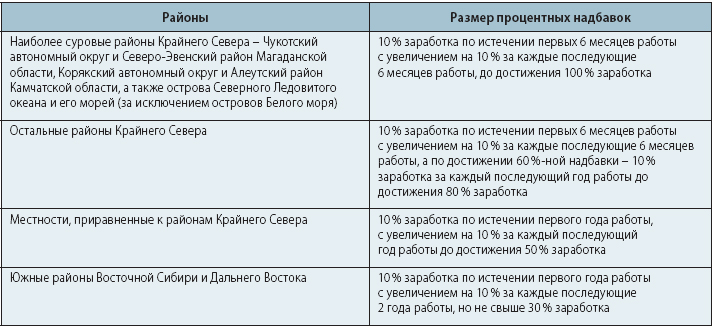 Районы
Размер процентных надбавок
Наиболее суровые районы Крайнего Севера – Чукотский
автономный округ и Северо-Эвенский район Магаданской
области, Корякский автономный округ и Алеутский район
Камчатской области, а также острова Северного Ледовитого
океана и его морей (за исключением островов Белого моря)
10 % заработка по истечении первых 6 месяцев работы
с увеличением на 10 % за каждые последующие
6 месяцев работы, до достижения 100 % заработка
Остальные районы Крайнего Севера
10 % заработка по истечении первых 6 месяцев работы
с увеличением на 10 % за каждые последующие 6 месяцев
работы, а по достижении 60 %-ной надбавки – 10 %
заработка за каждый последующий год работы до
достижения 80 % заработка
Местности, приравненные к районам Крайнего Севера
10 % заработка по истечении первого года работы,
с увеличением на 10 % за каждый последующий
год работы до достижения 50 % заработка
Южные районы Восточной Сибири и Дальнего Востока
10 % заработка по истечении первого года работы
с увеличением на 10 % за каждые последующие
2 года работы, но не свыше 30 % заработка